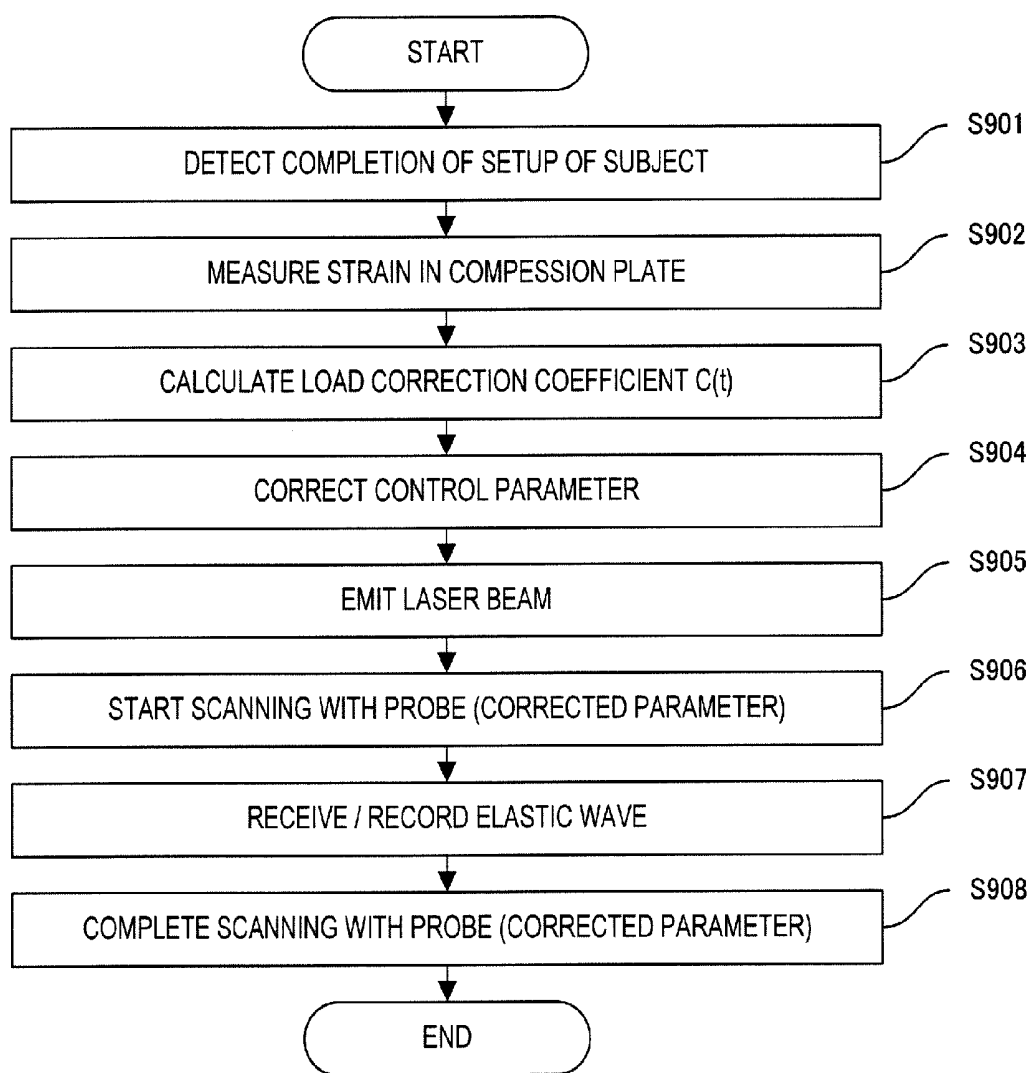 START
S901
DETECT COMPLETION OF SETUP OF SUBJECT
S902
MEASURE STRAIN IN COMPESSION PLATE
S903
CALCULATE LOAD CORRECTION COEFFICIENT C(t)
S904
CORRECT CONTROL PARAMETER
S905
EMIT LASER BEAM
S906
START SCANNING WITH PROBE (CORRECTED PARAMETER)
S907
RECEIVE / RECORD ELASTIC WAVE
S908
COMPLETE SCANNING WITH PROBE (CORRECTED PARAMETER)
END